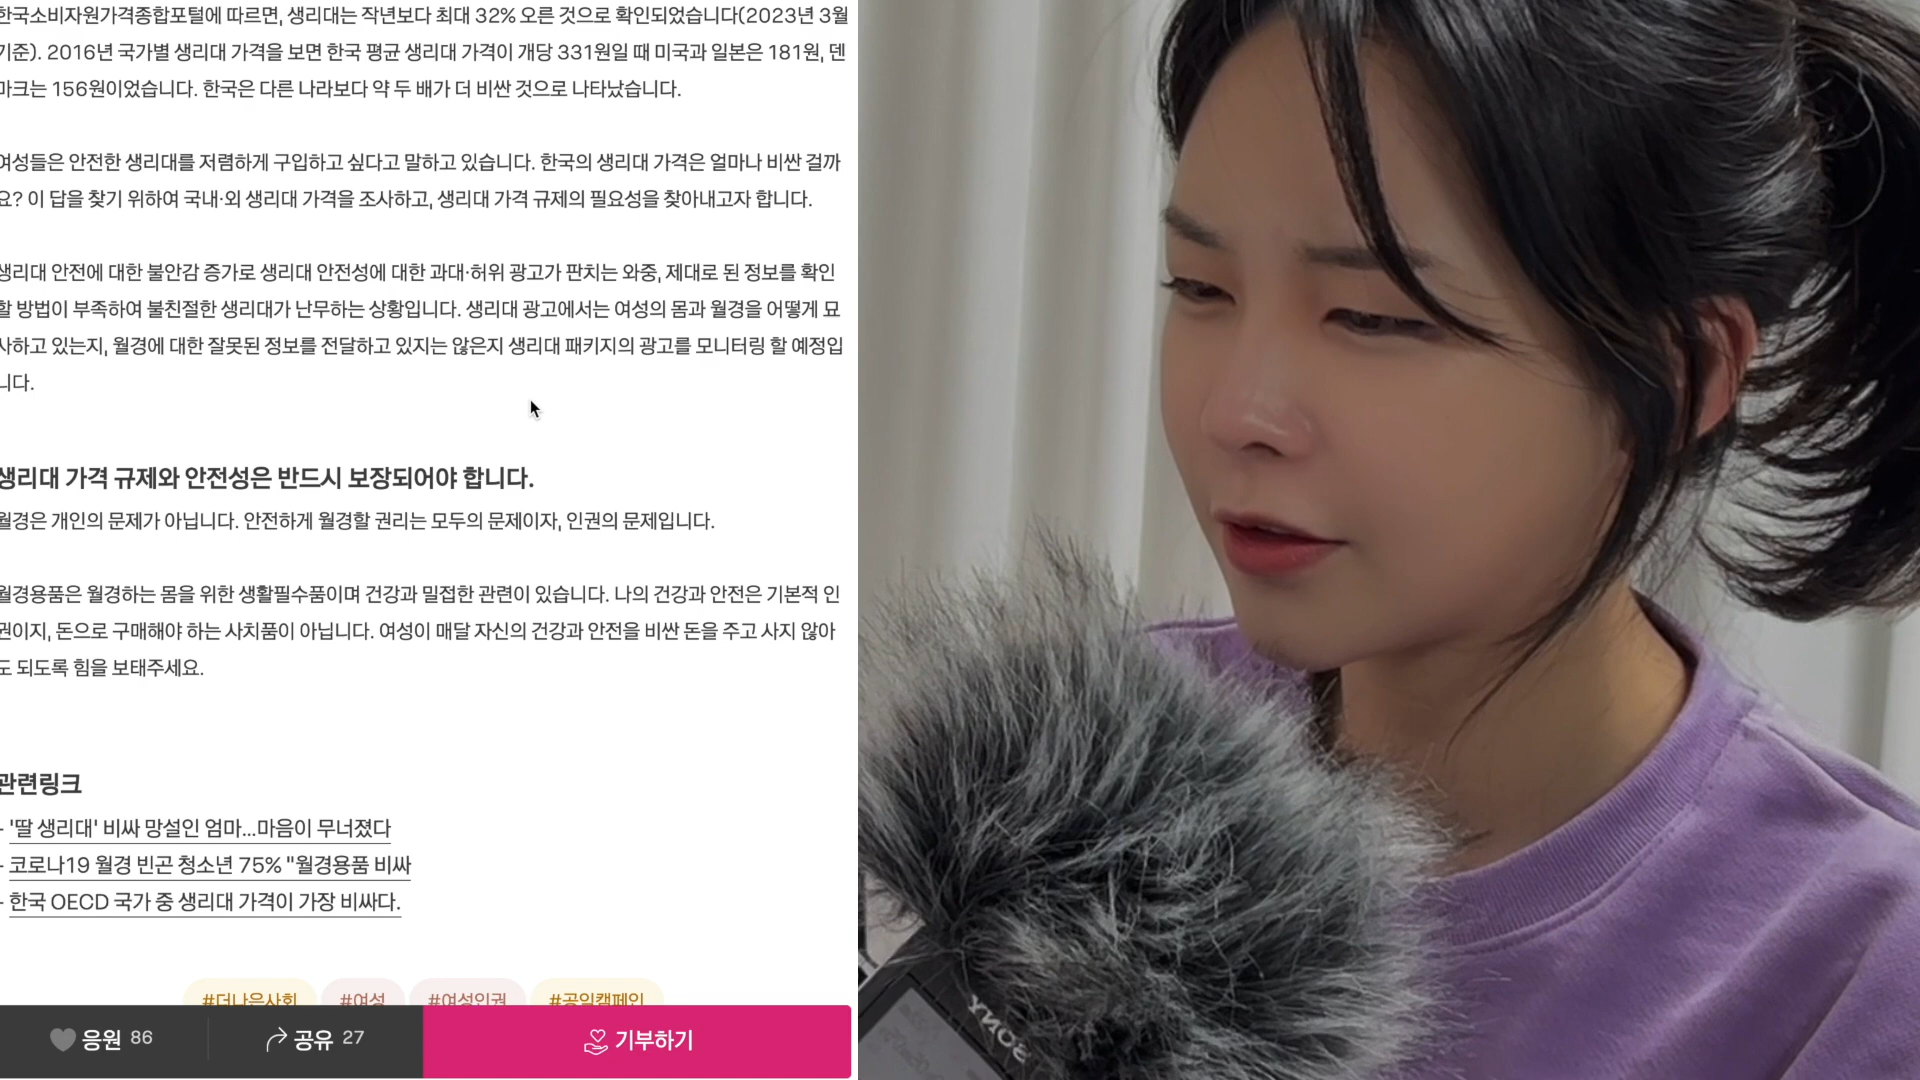 한국소비자원가격종합포털에 따르면, 생리대는 작년보다 최대 32% 오른 것으로 확인되었습니다(2023년 3월
기준). 2016년 국가별 생리대 가격을 보면 한국 평균 생리대 가격이 개당 331원일 때 미국과 일본은 181원, 덴
마크는 156원이었습니다. 한국은 다른 나라보다 약 두 배가 더 비싼 것으로 나타났습니다.
여성들은 안전한 생리대를 저렴하게 구입하고 싶다고 말하고 있습니다. 한국의 생리대 가격은 얼마나 비싼 걸까
요? 이 답을 찾기 위하여 국내·외 생리대 가격을 조사하고, 생리대 가격 규제의 필요성을 찾아내고자 합니다.
생리대 안전에 대한 불안감 증가로 생리대 안전성에 대한 과대·허위 광고가 판치는 와중, 제대로 된 정보를 확인
할 방법이 부족하여 불친절한 생리대가 난무하는 상황입니다. 생리대 광고에서는 여성의 몸과 월경을 어떻게 묘
사하고 있는지, 월경에 대한 잘못된 정보를 전달하고 있지는 않은지 생리대 패키지의 광고를 모니터링 할 예정입
니다.
생리대 가격 규제와 안전성은 반드시 보장되어야 합니다.
월경은 개인의 문제가 아닙니다. 안전하게 월경할 권리는 모두의 문제이자, 인권의 문제입니다.
월경용품은 월경하는 몸을 위한 생활필수품이며 건강과 밀접한 관련이 있습니다. 나의 건강과 안전은 기본적 인
권이지, 돈으로 구매해야 하는 사치품이 아닙니다. 여성이 매달 자신의 건강과 안전을 비싼 돈을 주고 사지 않아
도 되도록 힘을 보태주세요.
관련링크
- '딸 생리대' 비싸 망설인 엄마...마음이 무너졌다
- 코로나19 월경 빈곤 청소년 75% "월경용품 비싸
- 한국 OECD 국가 중 생리대 가격이 가장 비싸다.
#더나은사회 #여성 #여성인권 #공익캠페인
응원 86 공유 27 기부하기
SONY